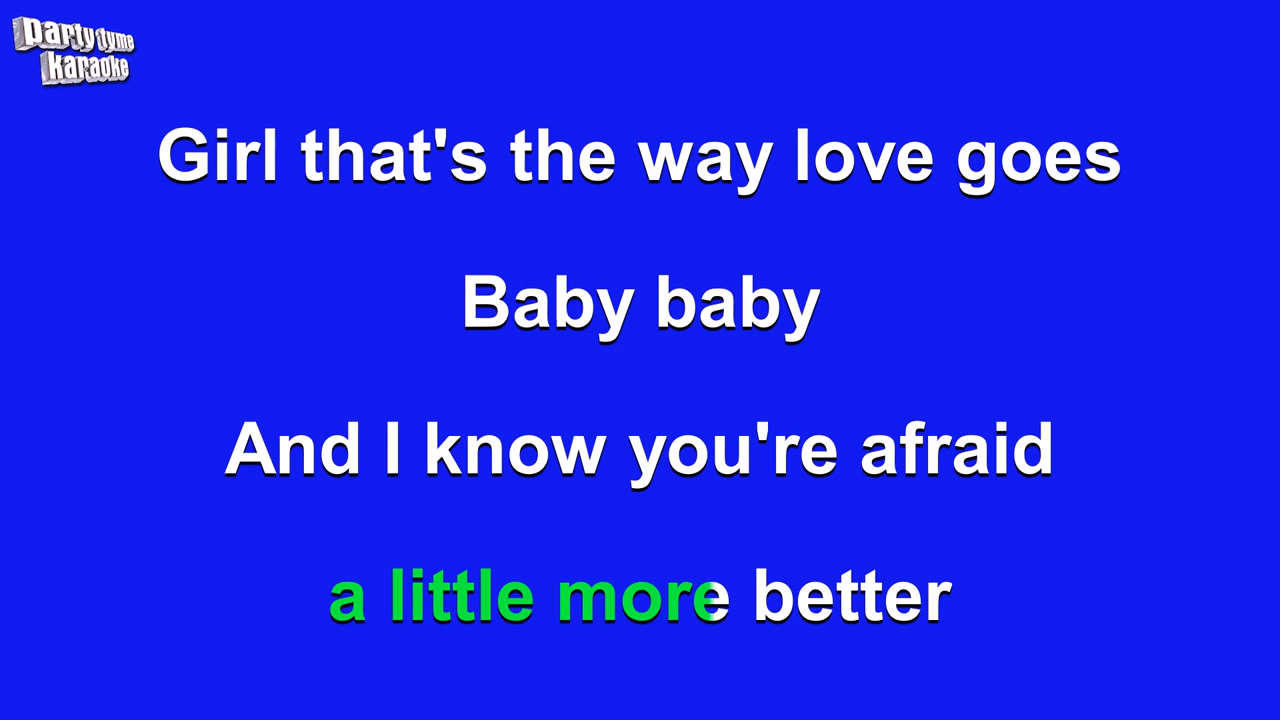 party tyme
karaoke
Girl that's the way love goes
Baby baby
And I know you're afraid
a little more better